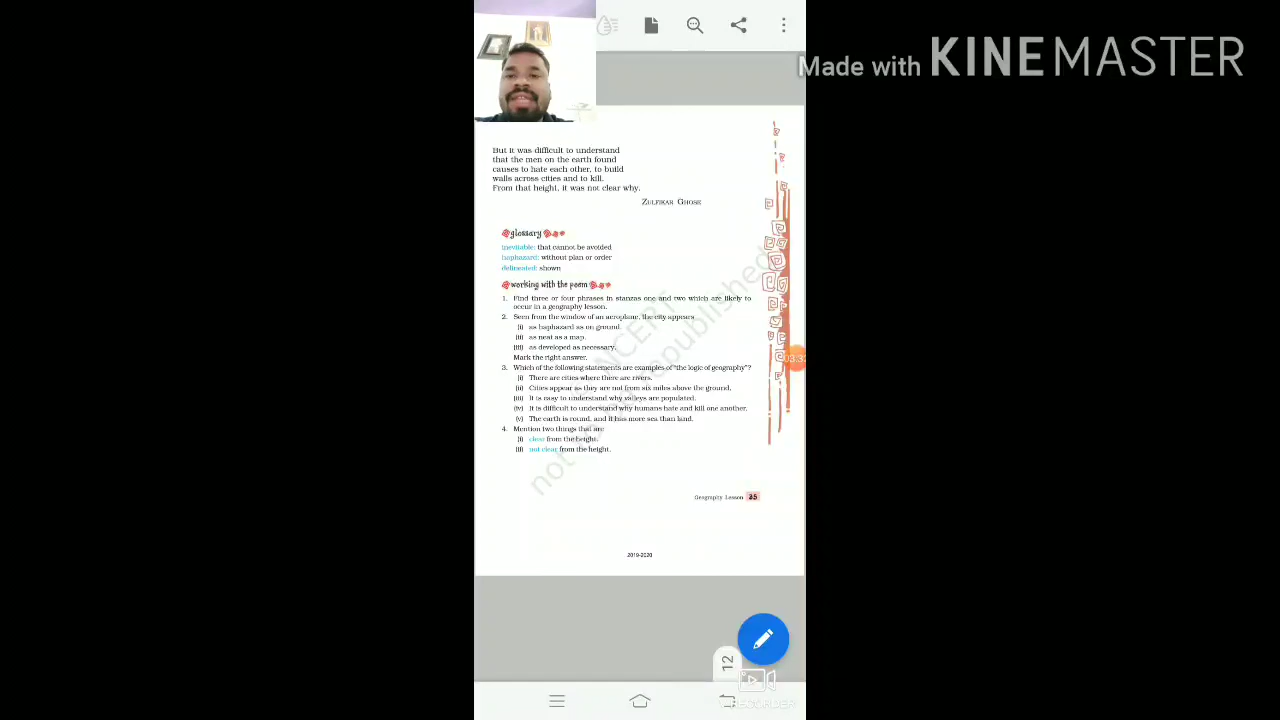 Made with KINEMASTER
But it was difficult to understand
that the men on the earth found
causes to hate each other, to build
walls across cities and to kill.
From that height, it was not clear why.
ZULFIKAR GHOSE
glossary
inevitable: that cannot be avoided
haphazard: without plan or order
delineated: shown
working with the poem
1. Find three or four phrases in stanzas one and two which are likely to
occur in a geography lesson.
2. Seen from the window of an aeroplane, the city appears
(i) as haphazard as on ground.
(ii) as neat as a map.
(iii) as developed as necessary.
Mark the right answer.
3. Which of the following statements are examples of “the logic of geography”?
(i) There are cities where there are rivers.
(ii) Cities appear as they are not from six miles above the ground.
(iii) It is easy to understand why valleys are populated.
(iv) It is difficult to understand why humans hate and kill one another.
(v) The earth is round, and it has more sea than land.
4. Mention two things that are
(i) clear from the height.
(ii) not clear from the height.
Geography Lesson 35
2019-2020
12
RECORDER